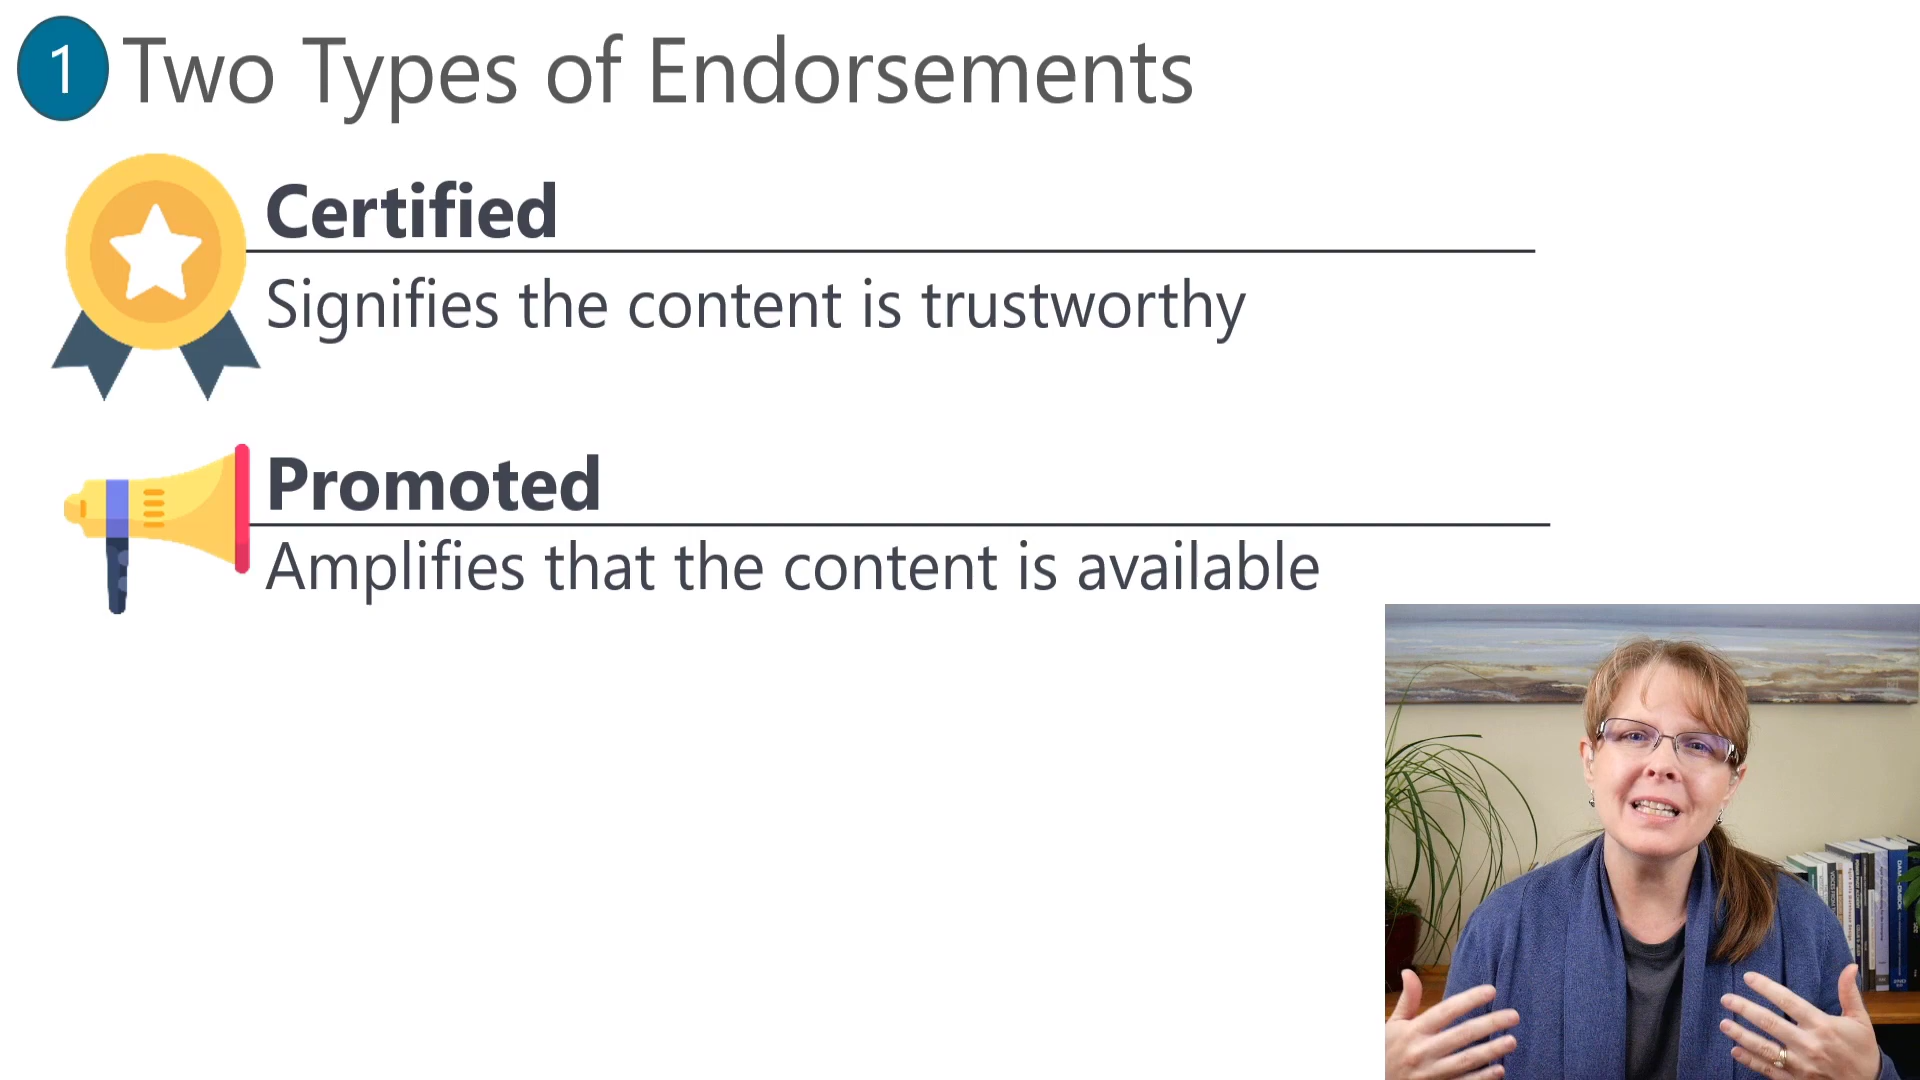 1 Two Types of Endorsements
Certified
Signifies the content is trustworthy
Promoted
Amplifies that the content is available